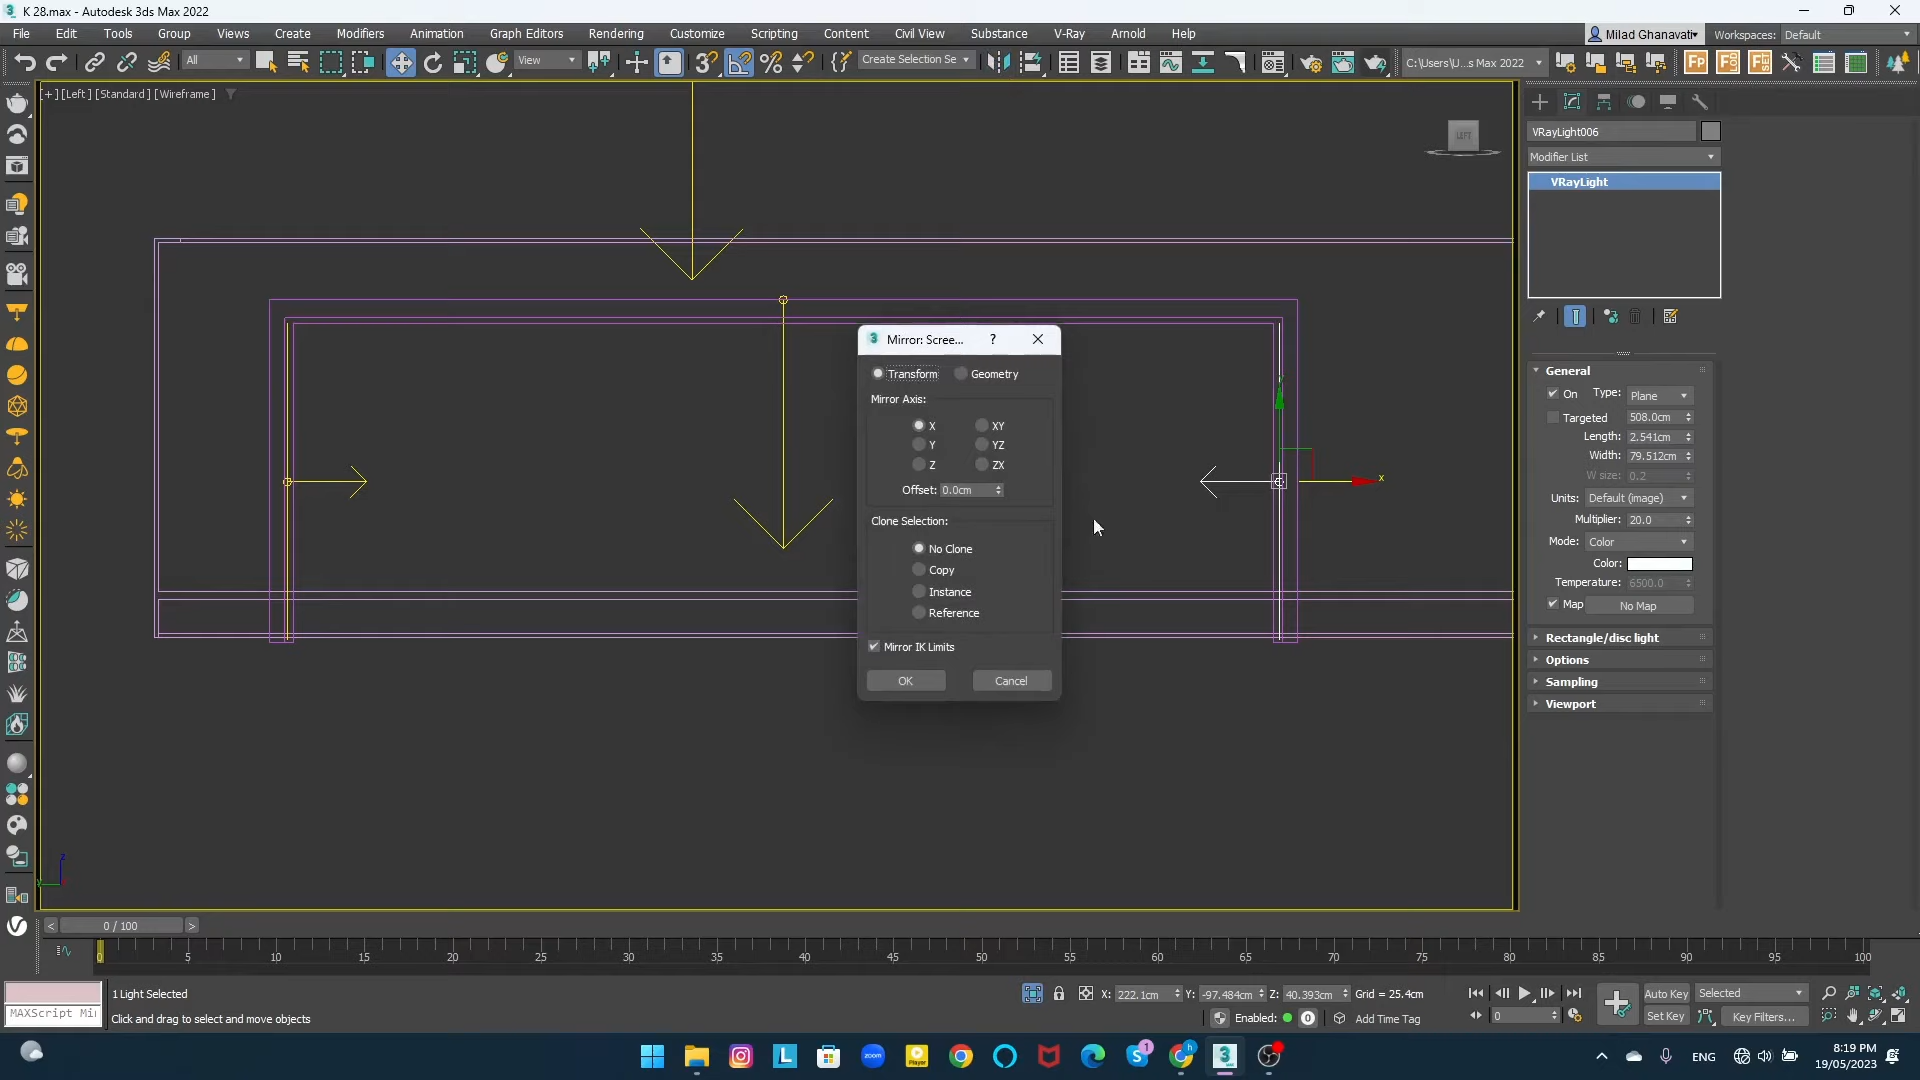 K 28.max - Autodesk 3ds Max 2022
File Edit Tools Group Views Create Modifiers Animation Graph Editors Rendering Customize Scripting Content Civil View Substance V-Ray Arnold Help
Milad Ghanavati Workspaces: Default
All View Create Selection Se C:\Users\U...s Max 2022
[+] [Left] [Standard] [Wireframe]
LEFT
VRayLight006
Modifier List
VRayLight
Mirror: Scree... ?
Transform Geometry
Mirror Axis:
X XY
Y YZ
Z ZX
Offset: 0.0cm
Clone Selection:
No Clone
Copy
Instance
Reference
Mirror IK Limits
OK Cancel
x
General
On Type: Plane
Targeted 508.0cm
Length: 2.541cm
Width: 79.512cm
W size: 0.2
Units: Default (image)
Multiplier: 20.0
Mode: Color
Color:
Temperature: 6500.0
Map No Map
Rectangle/disc light
Options
Sampling
Viewport
z
< 0 / 100 >
0 5 10 15 20 25 30 35 40 45 50 55 60 65 70 75 80 85 90 95 100
1 Light Selected X: 222.1cm Y: -97.484cm Z: 40.393cm Grid = 25.4cm Auto Key Selected
MAXScript Mi Click and drag to select and move objects Enabled: 0 Add Time Tag 0 Set Key Key Filters...
zoom Player 1 h
ENG
8:19 PM
19/05/2023